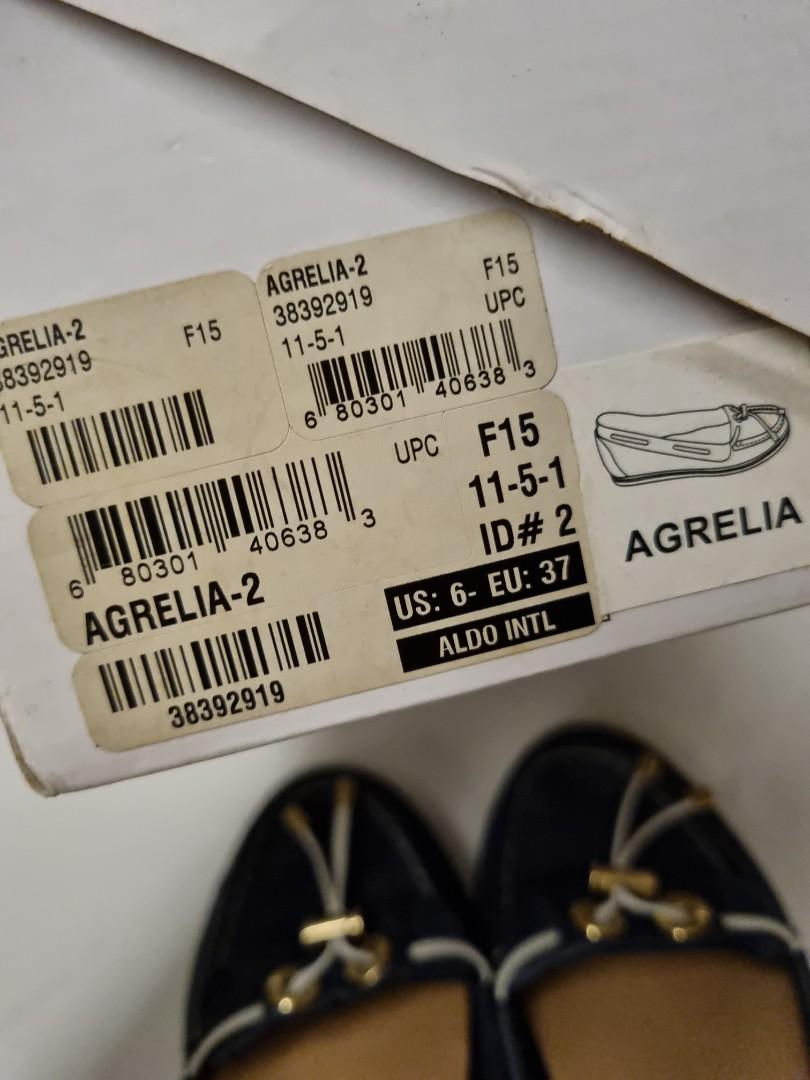 GRELIA-2 F15
38392919
11-5-1
AGRELIA-2 F15
38392919 UPC
11-5-1
6 80301 40638 3
UPC F15
11-5-1
ID# 2
6 80301 40638 3
AGRELIA-2
US: 6- EU: 37
ALDO INTL
38392919
AGRELIA